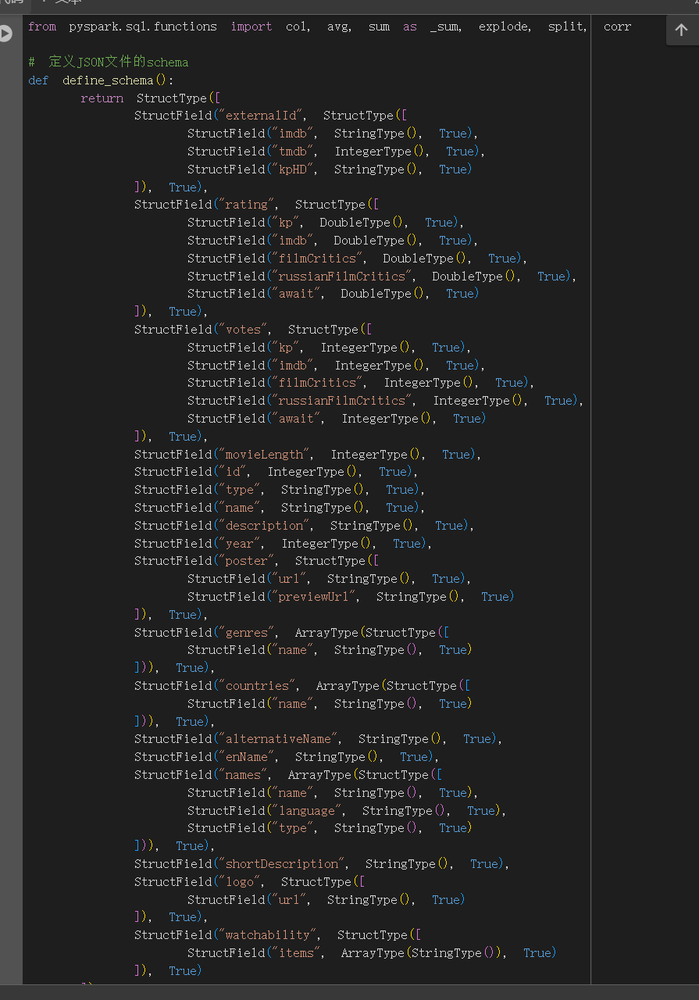 from pyspark.sql.functions import col, avg, sum as _sum, explode, split, corr
# 定义JSON文件的schema
def define_schema():
return StructType([
StructField("externalId", StructType([
StructField("imdb", StringType(), True),
StructField("tmdb", IntegerType(), True),
StructField("kpHD", StringType(), True)
]), True),
StructField("rating", StructType([
StructField("kp", DoubleType(), True),
StructField("imdb", DoubleType(), True),
StructField("filmCritics", DoubleType(), True),
StructField("russianFilmCritics", DoubleType(), True),
StructField("await", DoubleType(), True)
]), True),
StructField("votes", StructType([
StructField("kp", IntegerType(), True),
StructField("imdb", IntegerType(), True),
StructField("filmCritics", IntegerType(), True),
StructField("russianFilmCritics", IntegerType(), True),
StructField("await", IntegerType(), True)
]), True),
StructField("movieLength", IntegerType(), True),
StructField("id", IntegerType(), True),
StructField("type", StringType(), True),
StructField("name", StringType(), True),
StructField("description", StringType(), True),
StructField("year", IntegerType(), True),
StructField("poster", StructType([
StructField("url", StringType(), True),
StructField("previewUrl", StringType(), True)
]), True),
StructField("genres", ArrayType(StructType([
StructField("name", StringType(), True)
])), True),
StructField("countries", ArrayType(StructType([
StructField("name", StringType(), True)
])), True),
StructField("alternativeName", StringType(), True),
StructField("enName", StringType(), True),
StructField("names", ArrayType(StructType([
StructField("name", StringType(), True),
StructField("language", StringType(), True),
StructField("type", StringType(), True)
])), True),
StructField("shortDescription", StringType(), True),
StructField("logo", StructType([
StructField("url", StringType(), True)
]), True),
StructField("watchability", StructType([
StructField("items", ArrayType(StringType()), True)
]), True)